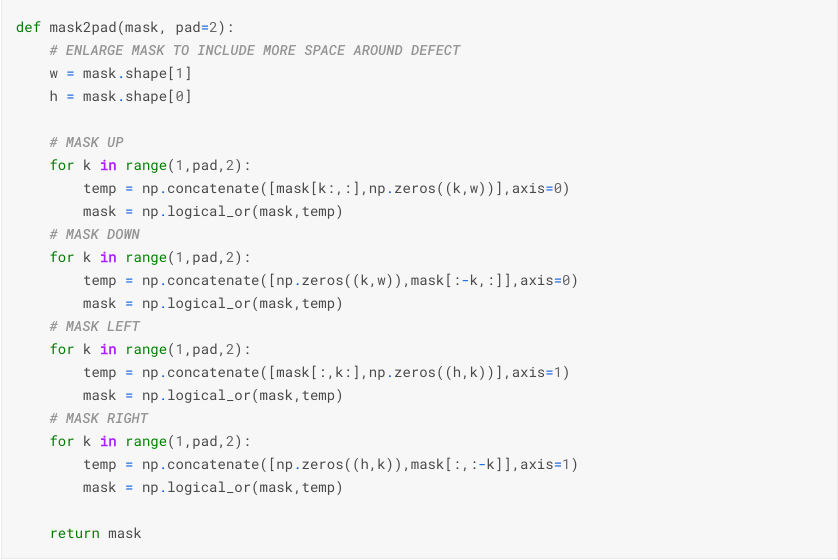 def mask2pad(mask, pad=2):
    # ENLARGE MASK TO INCLUDE MORE SPACE AROUND DEFECT
    w = mask.shape[1]
    h = mask.shape[0]

    # MASK UP
    for k in range(1,pad,2):
        temp = np.concatenate([mask[k:,:],np.zeros((k,w))],axis=0)
        mask = np.logical_or(mask,temp)
    # MASK DOWN
    for k in range(1,pad,2):
        temp = np.concatenate([np.zeros((k,w)),mask[:-k,:]],axis=0)
        mask = np.logical_or(mask,temp)
    # MASK LEFT
    for k in range(1,pad,2):
        temp = np.concatenate([mask[:,k:],np.zeros((h,k))],axis=1)
        mask = np.logical_or(mask,temp)
    # MASK RIGHT
    for k in range(1,pad,2):
        temp = np.concatenate([np.zeros((h,k)),mask[:,:-k]],axis=1)
        mask = np.logical_or(mask,temp)

    return mask